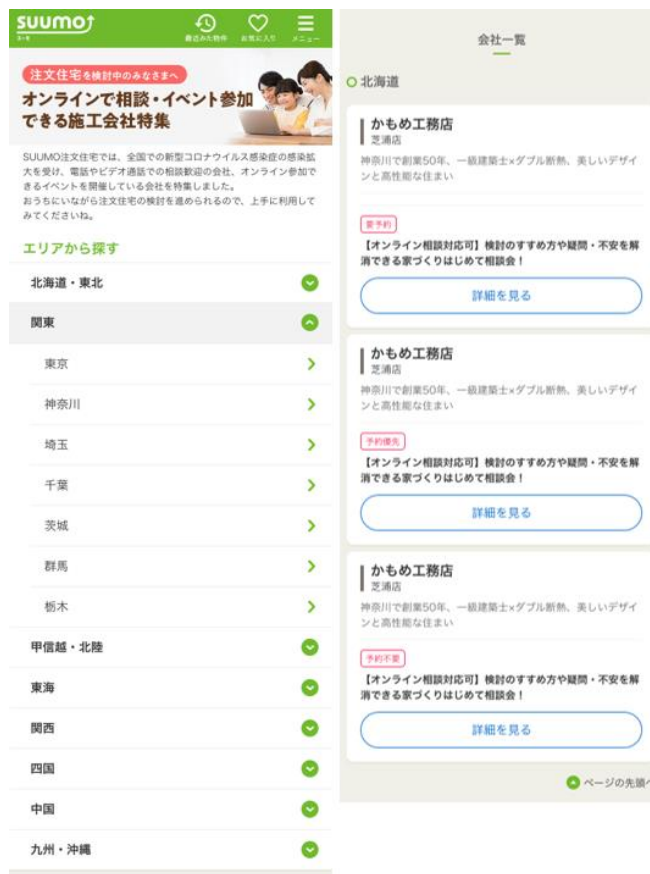 SUUMO
スーモ
最近みた物件 お気に入り メニュー
注文住宅を検討中のみなさまへ
オンラインで相談・イベント参加
できる施工会社特集
SUUMO注文住宅では、全国での新型コロナウイルス感染症の感染拡
大を受け、電話やビデオ通話での相談歓迎の会社、オンライン参加で
きるイベントを開催している会社を特集しました。
おうちにいながら注文住宅の検討を進められるので、上手に利用して
みてくださいね。
エリアから探す
北海道・東北
関東
東京
神奈川
埼玉
千葉
茨城
群馬
栃木
甲信越・北陸
東海
関西
四国
中国
九州・沖縄
会社一覧
北海道
かもめ工務店
芝浦店
神奈川で創業50年、一級建築士×ダブル断熱、美しいデザイ
ンと高性能な住まい
要予約
【オンライン相談対応可】検討のすすめ方や疑問・不安を解
消できる家づくりはじめて相談会！
詳細を見る
かもめ工務店
芝浦店
神奈川で創業50年、一級建築士×ダブル断熱、美しいデザイ
ンと高性能な住まい
予約優先
【オンライン相談対応可】検討のすすめ方や疑問・不安を解
消できる家づくりはじめて相談会！
詳細を見る
かもめ工務店
芝浦店
神奈川で創業50年、一級建築士×ダブル断熱、美しいデザイ
ンと高性能な住まい
予約不要
【オンライン相談対応可】検討のすすめ方や疑問・不安を解
消できる家づくりはじめて相談会！
詳細を見る
ページの先頭へ